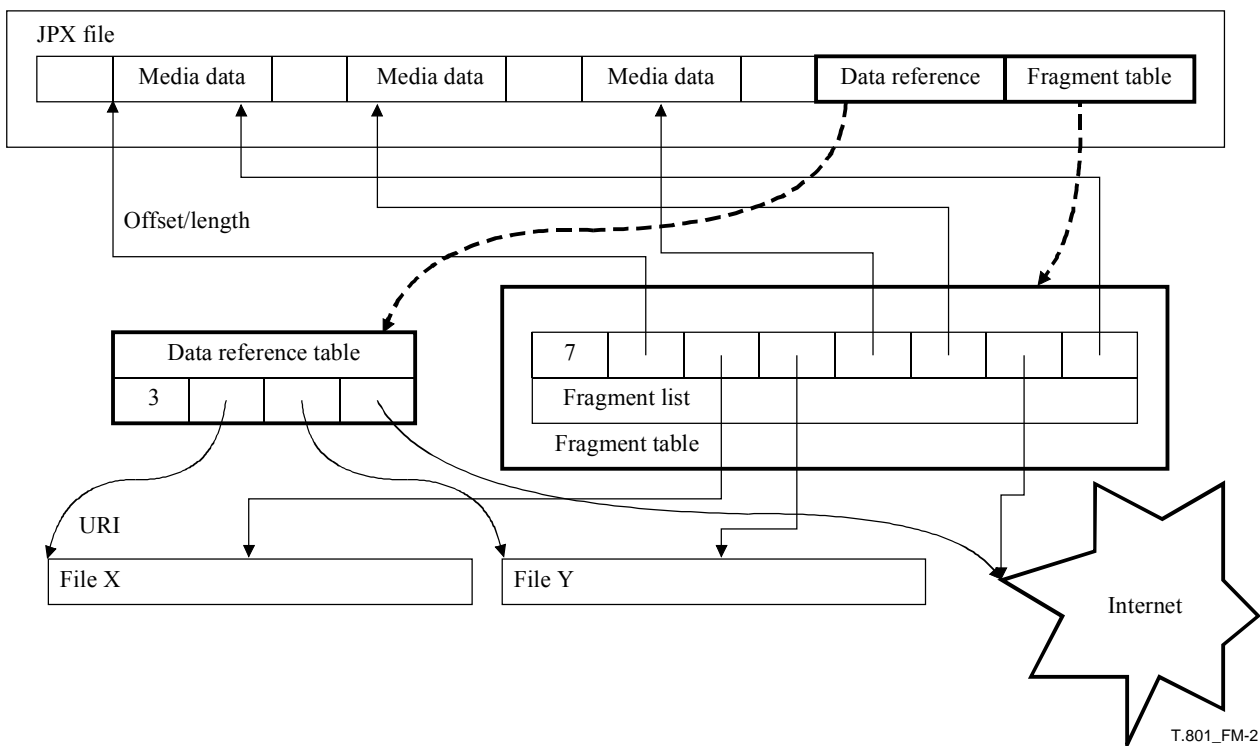 JPX file
Media data
Media data
Media data
Data reference
Fragment table
Offset/length
Data reference table
3
7
Fragment list
Fragment table
URI
File X
File Y
Internet
T.801_FM-2